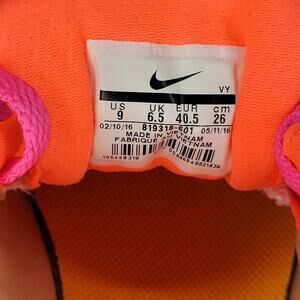 VY
US UK EUR cm
9 6.5 40.5 26
02/10/16 819318-601 05/11/16
MADE IN VIETNAM
FABRIQUE AU VIETNAM